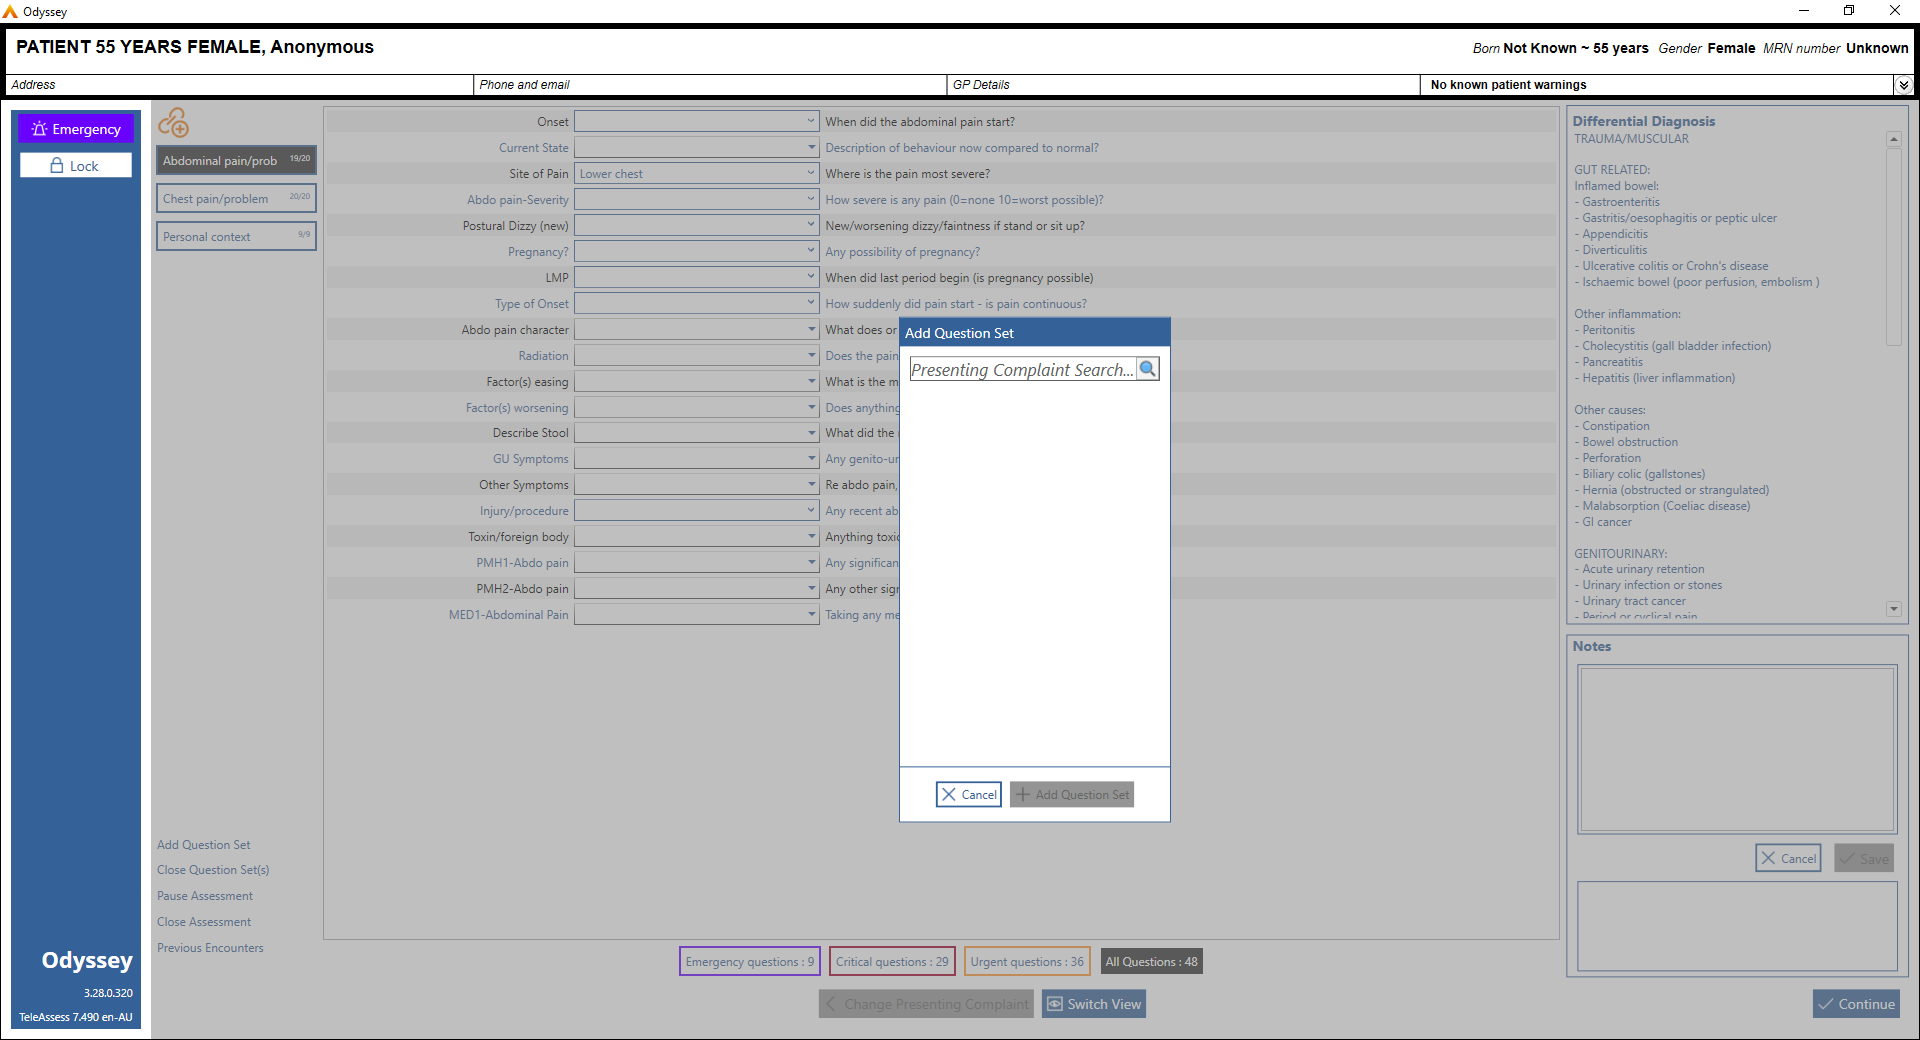 Odyssey
PATIENT 55 YEARS FEMALE, Anonymous
Born Not Known ~ 55 years Gender Female MRN number Unknown
Address
Phone and email
GP Details
No known patient warnings
Emergency
Lock
Abdominal pain/prob 19/20
Chest pain/problem 20/20
Personal context 9/9
Onset When did the abdominal pain start?
Current State Description of behaviour now compared to normal?
Site of Pain Lower chest Where is the pain most severe?
Abdo pain-Severity How severe is any pain (0=none 10=worst possible)?
Postural Dizzy (new) New/worsening dizzy/faintness if stand or sit up?
Pregnancy? Any possibility of pregnancy?
LMP When did last period begin (is pregnancy possible)
Type of Onset How suddenly did pain start - is pain continuous?
Abdo pain character What does or
Radiation Does the pain
Factor(s) easing What is the m
Factor(s) worsening Does anything
Describe Stool What did the
GU Symptoms Any genito-ur
Other Symptoms Re abdo pain,
Injury/procedure Any recent ab
Toxin/foreign body Anything toxic
PMH1-Abdo pain Any significan
PMH2-Abdo pain Any other sign
MED1-Abdominal Pain Taking any me
Add Question Set
Presenting Complaint Search...
Cancel
Add Question Set
Differential Diagnosis
TRAUMA/MUSCULAR
GUT RELATED:
Inflamed bowel:
- Gastroenteritis
- Gastritis/oesophagitis or peptic ulcer
- Appendicitis
- Diverticulitis
- Ulcerative colitis or Crohn's disease
- Ischaemic bowel (poor perfusion, embolism )
Other inflammation:
- Peritonitis
- Cholecystitis (gall bladder infection)
- Pancreatitis
- Hepatitis (liver inflammation)
Other causes:
- Constipation
- Bowel obstruction
- Perforation
- Biliary colic (gallstones)
- Hernia (obstructed or strangulated)
- Malabsorption (Coeliac disease)
- GI cancer
GENITOURINARY:
- Acute urinary retention
- Urinary infection or stones
- Urinary tract cancer
- Period or cyclical pain
Notes
Cancel
Save
Add Question Set
Close Question Set(s)
Pause Assessment
Close Assessment
Previous Encounters
Odyssey
3.28.0.320
TeleAssess 7.490 en-AU
Emergency questions : 9
Critical questions : 29
Urgent questions : 36
All Questions : 48
Change Presenting Complaint
Switch View
Continue